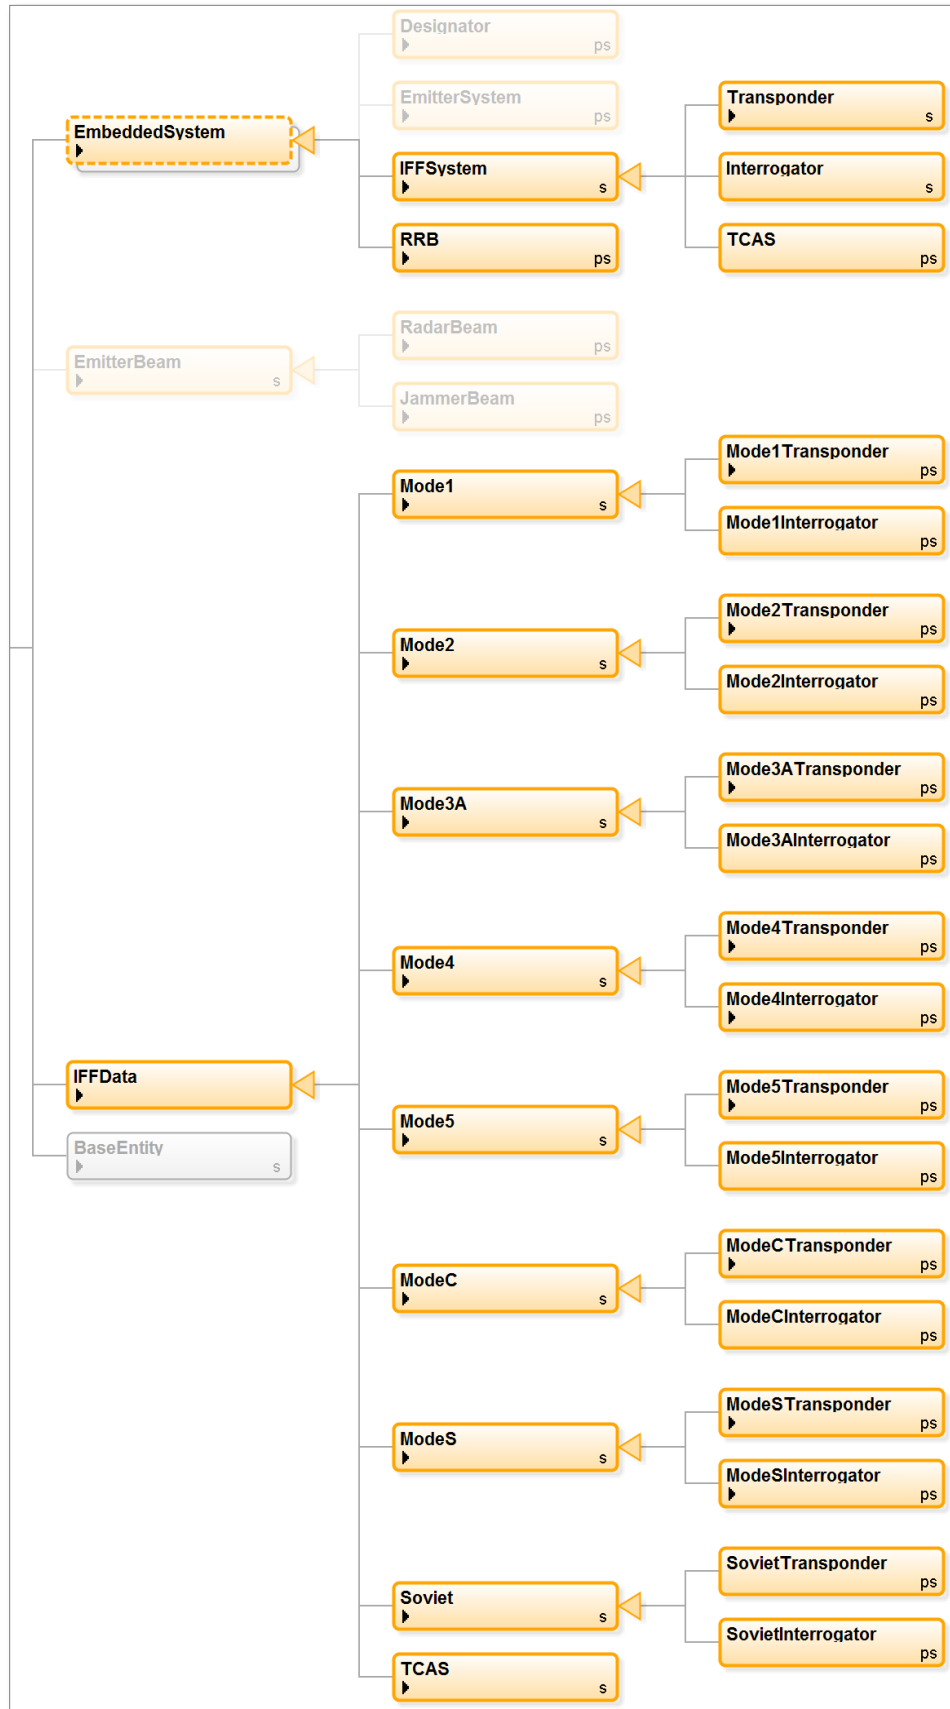 Designator
ps
EmitterSystem
ps
EmbeddedSystem
IFFSystem
s
RRB
ps
Transponder
s
Interrogator
s
TCAS
ps
EmitterBeam
s
RadarBeam
ps
JammerBeam
ps
Mode1
s
Mode1Transponder
ps
Mode1Interrogator
ps
Mode2
s
Mode2Transponder
ps
Mode2Interrogator
ps
Mode3A
s
Mode3ATransponder
ps
Mode3AInterrogator
ps
Mode4
s
Mode4Transponder
ps
Mode4Interrogator
ps
IFFData
BaseEntity
s
Mode5
s
Mode5Transponder
ps
Mode5Interrogator
ps
ModeC
s
ModeCTransponder
ps
ModeCInterrogator
ps
ModeS
s
ModeSTransponder
ps
ModeSInterrogator
ps
Soviet
s
SovietTransponder
ps
SovietInterrogator
ps
TCAS
s